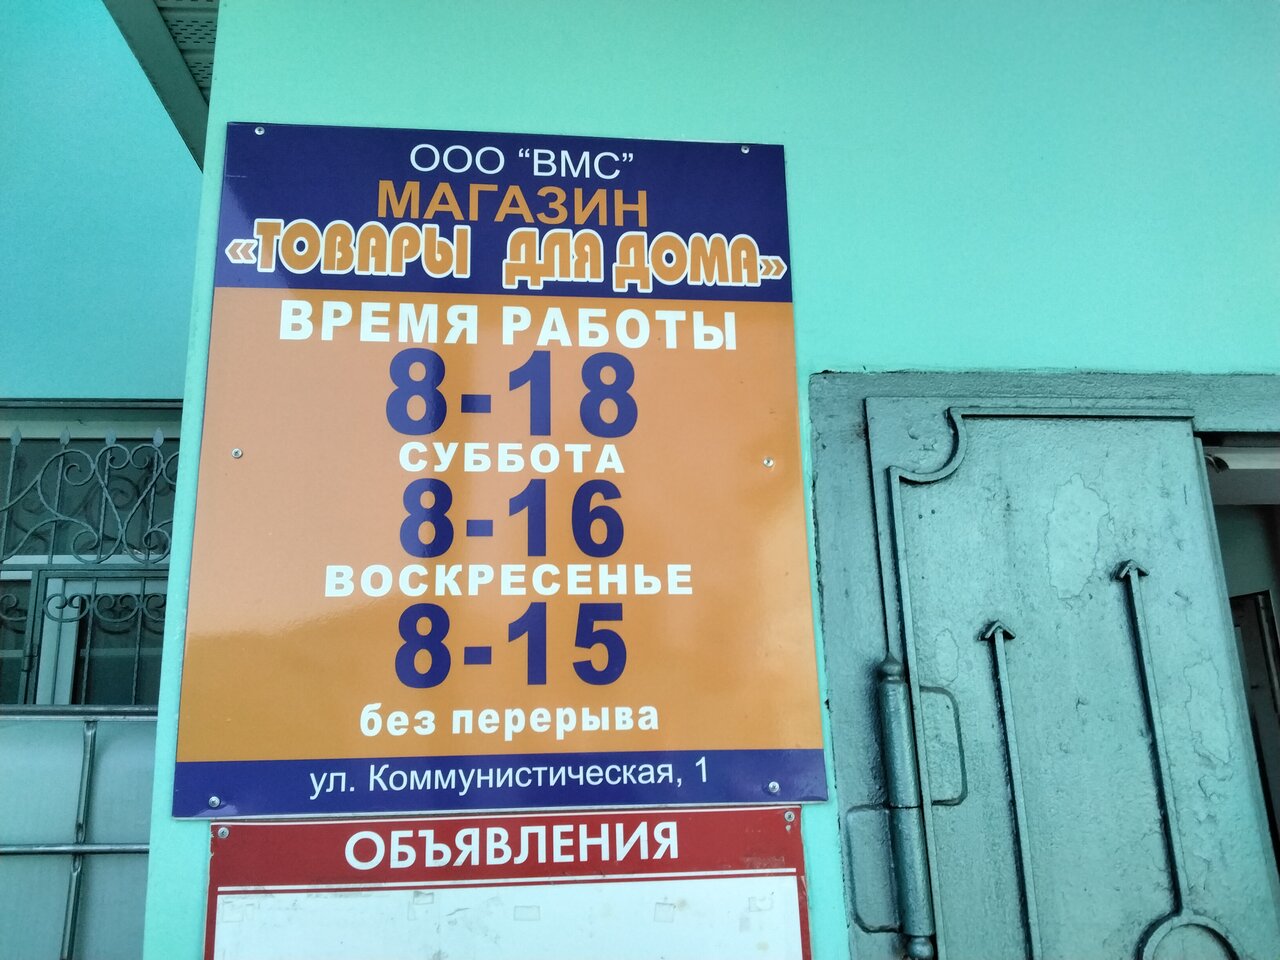 ООО “ВМС”
МАГАЗИН
«ТОВАРЫ ДЛЯ ДОМА»
ВРЕМЯ РАБОТЫ
8-18
СУББОТА
8-16
ВОСКРЕСЕНЬЕ
8-15
без перерыва
ул. Коммунистическая, 1
ОБЪЯВЛЕНИЯ